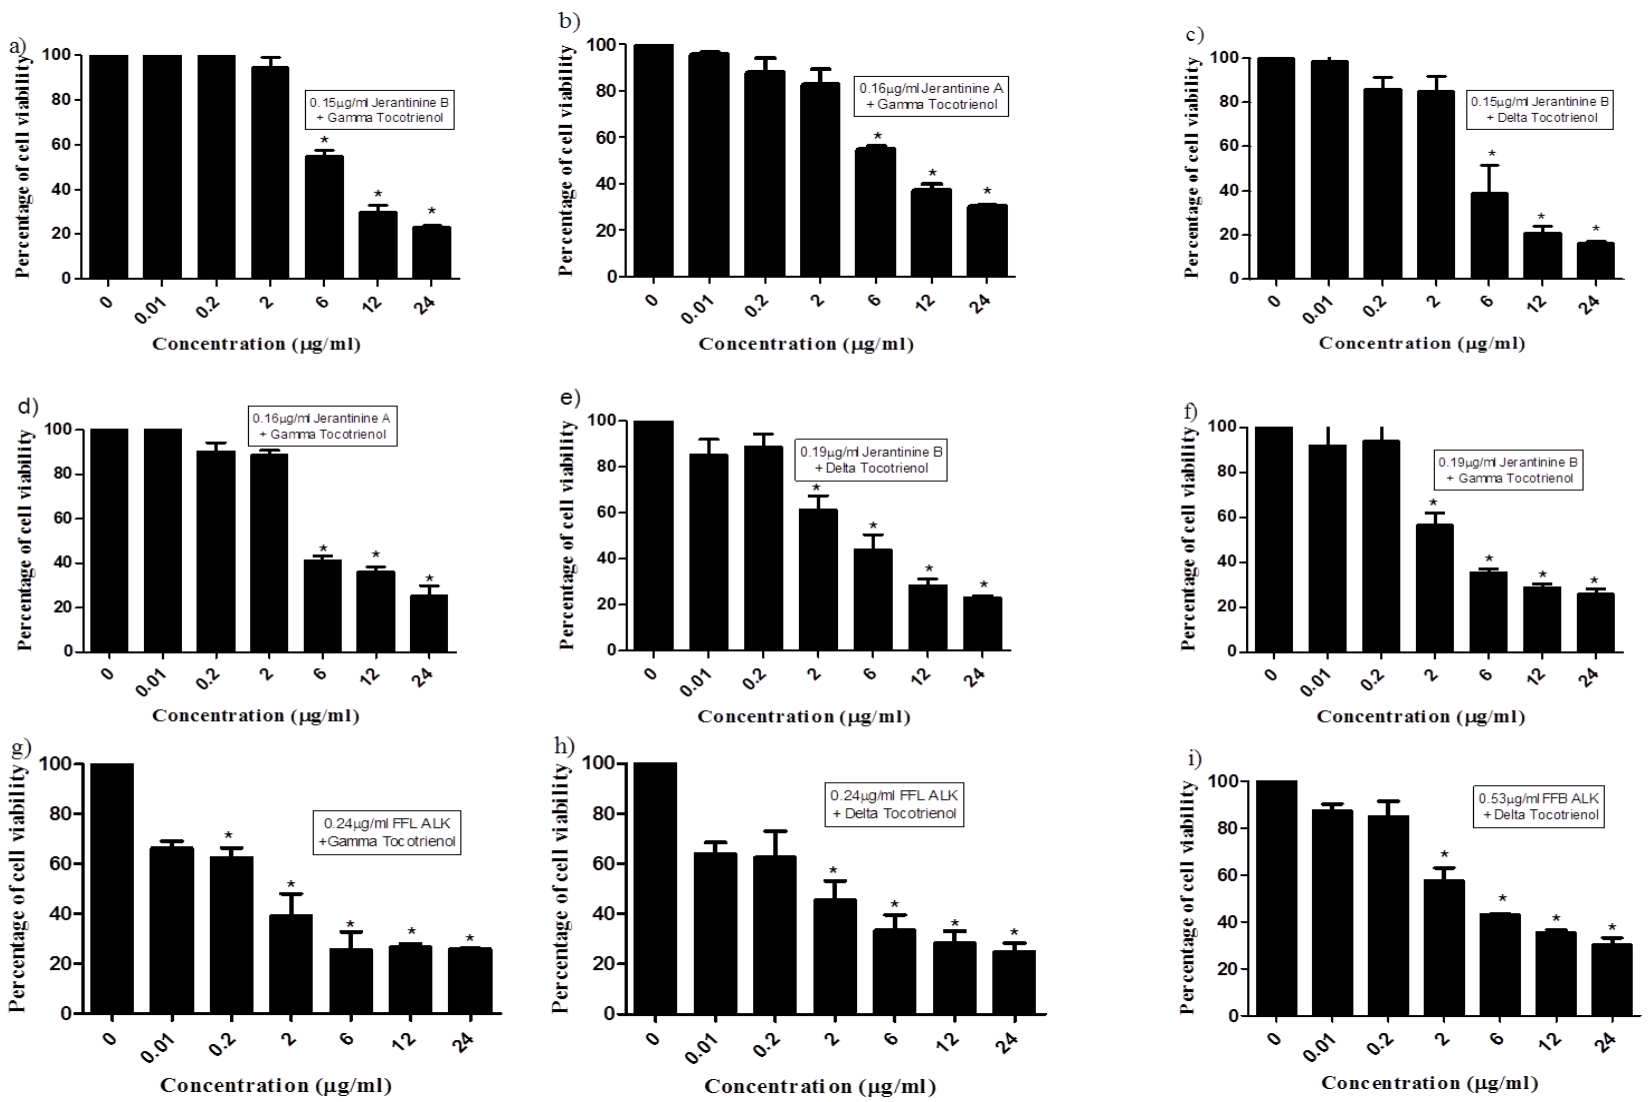 a)
Percentage of cell viability
100
80
60
40
20
0
0.15µg/ml Jerantinine B
+ Gamma Tocotrienol
* * *
0 0.01 0.2 2 6 12 24
Concentration (µg/ml)
b)
Percentage of cell viability
100
80
60
40
20
0
0.16µg/ml Jerantinine A
+ Gamma Tocotrienol
* * *
0 0.01 0.2 2 6 12 24
Concentration (µg/ml)
c)
Percentage of cell viability
100
80
60
40
20
0
0.15µg/ml Jerantinine B
+ Delta Tocotrienol
* * *
0 0.01 0.2 2 6 12 24
Concentration (µg/ml)
d)
Percentage of cell viability
100
80
60
40
20
0
0.16µg/ml Jerantinine A
+ Gamma Tocotrienol
* * *
0 0.01 0.2 2 6 12 24
Concentration (µg/ml)
e)
Percentage of cell viability
100
80
60
40
20
0
0.19µg/ml Jerantinine B
+ Delta Tocotrienol
* * * *
0 0.01 0.2 2 6 12 24
Concentration (µg/ml)
f)
Percentage of cell viability
100
80
60
40
20
0
0.19µg/ml Jerantinine B
+ Gamma Tocotrienol
* * * *
0 0.01 0.2 2 6 12 24
Concentration (µg/ml)
g)
Percentage of cell viability
100
80
60
40
20
0
0.24µg/ml FFL ALK
+Gamma Tocotrienol
* * * * *
0 0.01 0.2 2 6 12 24
Concentration (µg/ml)
h)
Percentage of cell viability
100
80
60
40
20
0
0.24µg/ml FFL ALK
+ Delta Tocotrienol
* * * *
0 0.01 0.2 2 6 12 24
Concentration (µg/ml)
i)
Percentage of cell viability
100
80
60
40
20
0
0.53µg/ml FFB ALK
+ Delta Tocotrienol
* * * *
0 0.01 0.2 2 6 12 24
Concentration (µg/ml)